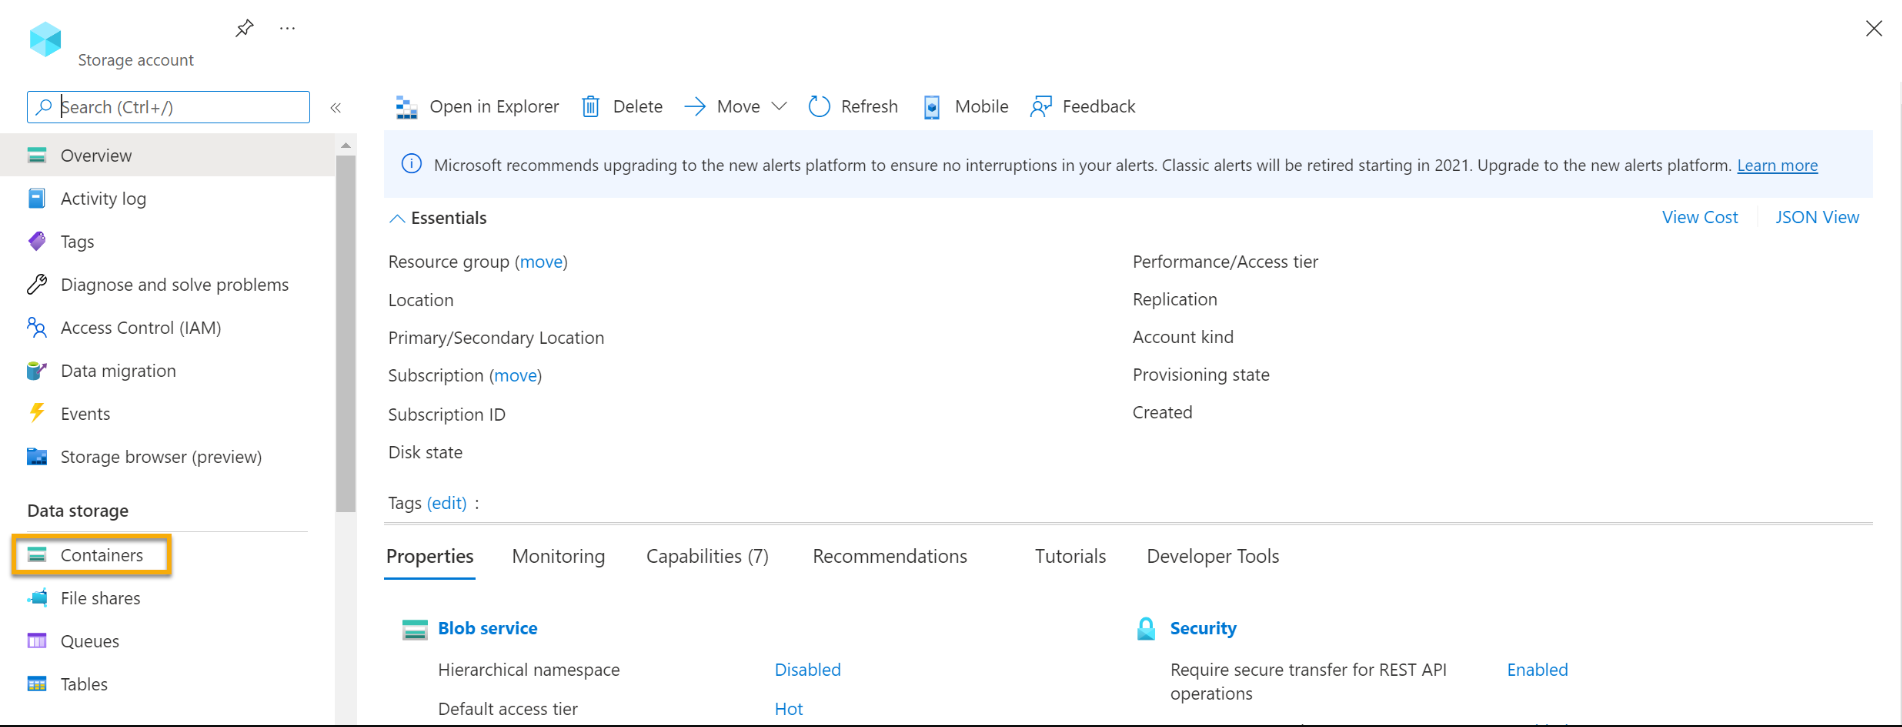 Storage account
Search (Ctrl+/)
Overview
Activity log
Tags
Diagnose and solve problems
Access Control (IAM)
Data migration
Events
Storage browser (preview)
Data storage
Containers
File shares
Queues
Tables
Open in Explorer Delete Move Refresh Mobile Feedback
Microsoft recommends upgrading to the new alerts platform to ensure no interruptions in your alerts. Classic alerts will be retired starting in 2021. Upgrade to the new alerts platform. Learn more
Essentials
View Cost JSON View
Resource group (move)
Location
Primary/Secondary Location
Subscription (move)
Subscription ID
Disk state
Performance/Access tier
Replication
Account kind
Provisioning state
Created
Tags (edit) :
Properties Monitoring Capabilities (7) Recommendations Tutorials Developer Tools
Blob service
Hierarchical namespace Disabled
Default access tier Hot
Security
Require secure transfer for REST API Enabled
operations